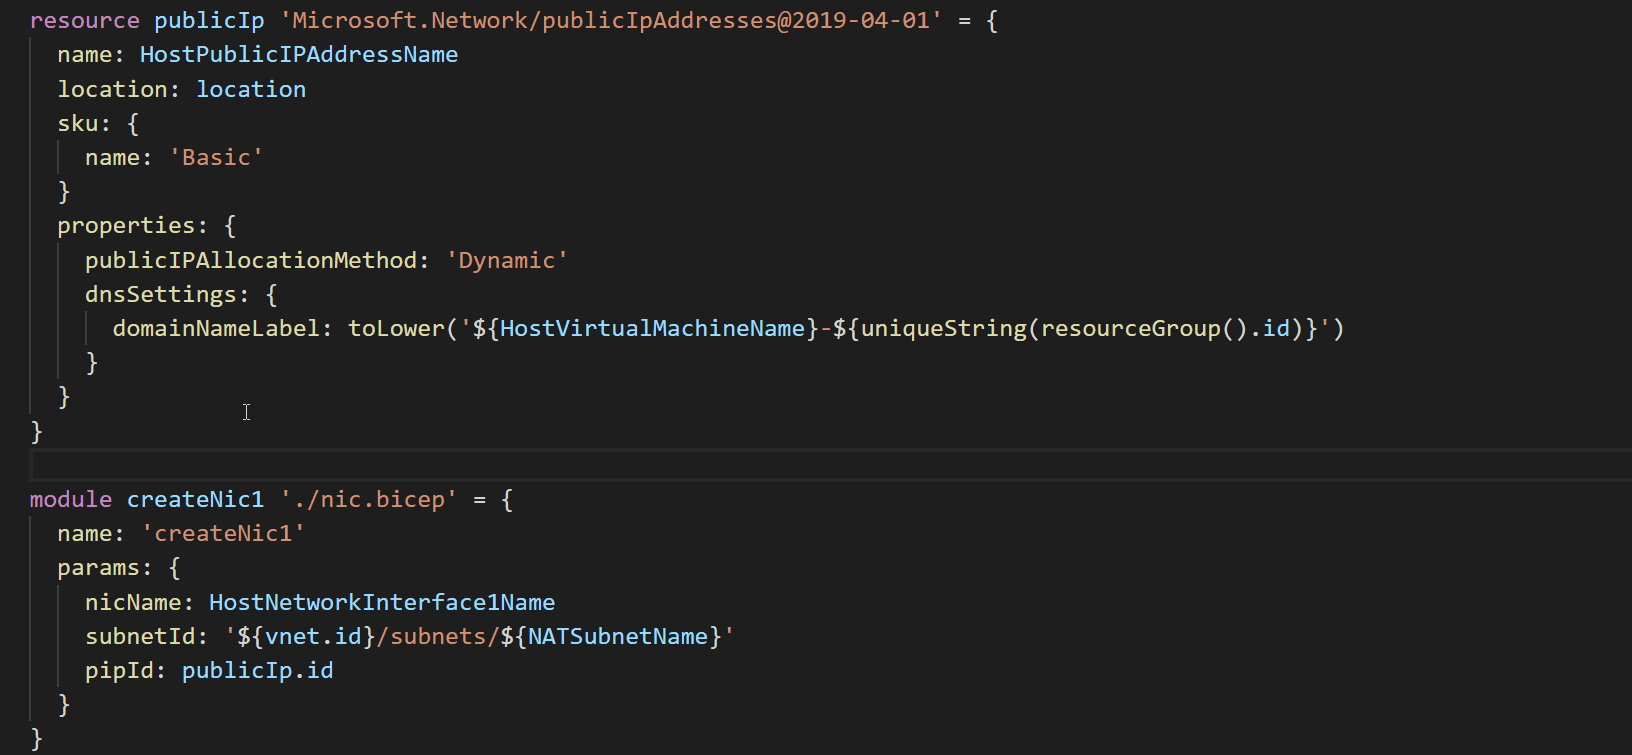 resource publicIp 'Microsoft.Network/publicIpAddresses@2019-04-01' = {
  name: HostPublicIPAddressName
  location: location
  sku: {
    name: 'Basic'
  }
  properties: {
    publicIPAllocationMethod: 'Dynamic'
    dnsSettings: {
      domainNameLabel: toLower('${HostVirtualMachineName}-${uniqueString(resourceGroup().id)}')
    }
  }
}
module createNic1 './nic.bicep' = {
  name: 'createNic1'
  params: {
    nicName: HostNetworkInterface1Name
    subnetId: '${vnet.id}/subnets/${NATSubnetName}'
    pipId: publicIp.id
  }
}